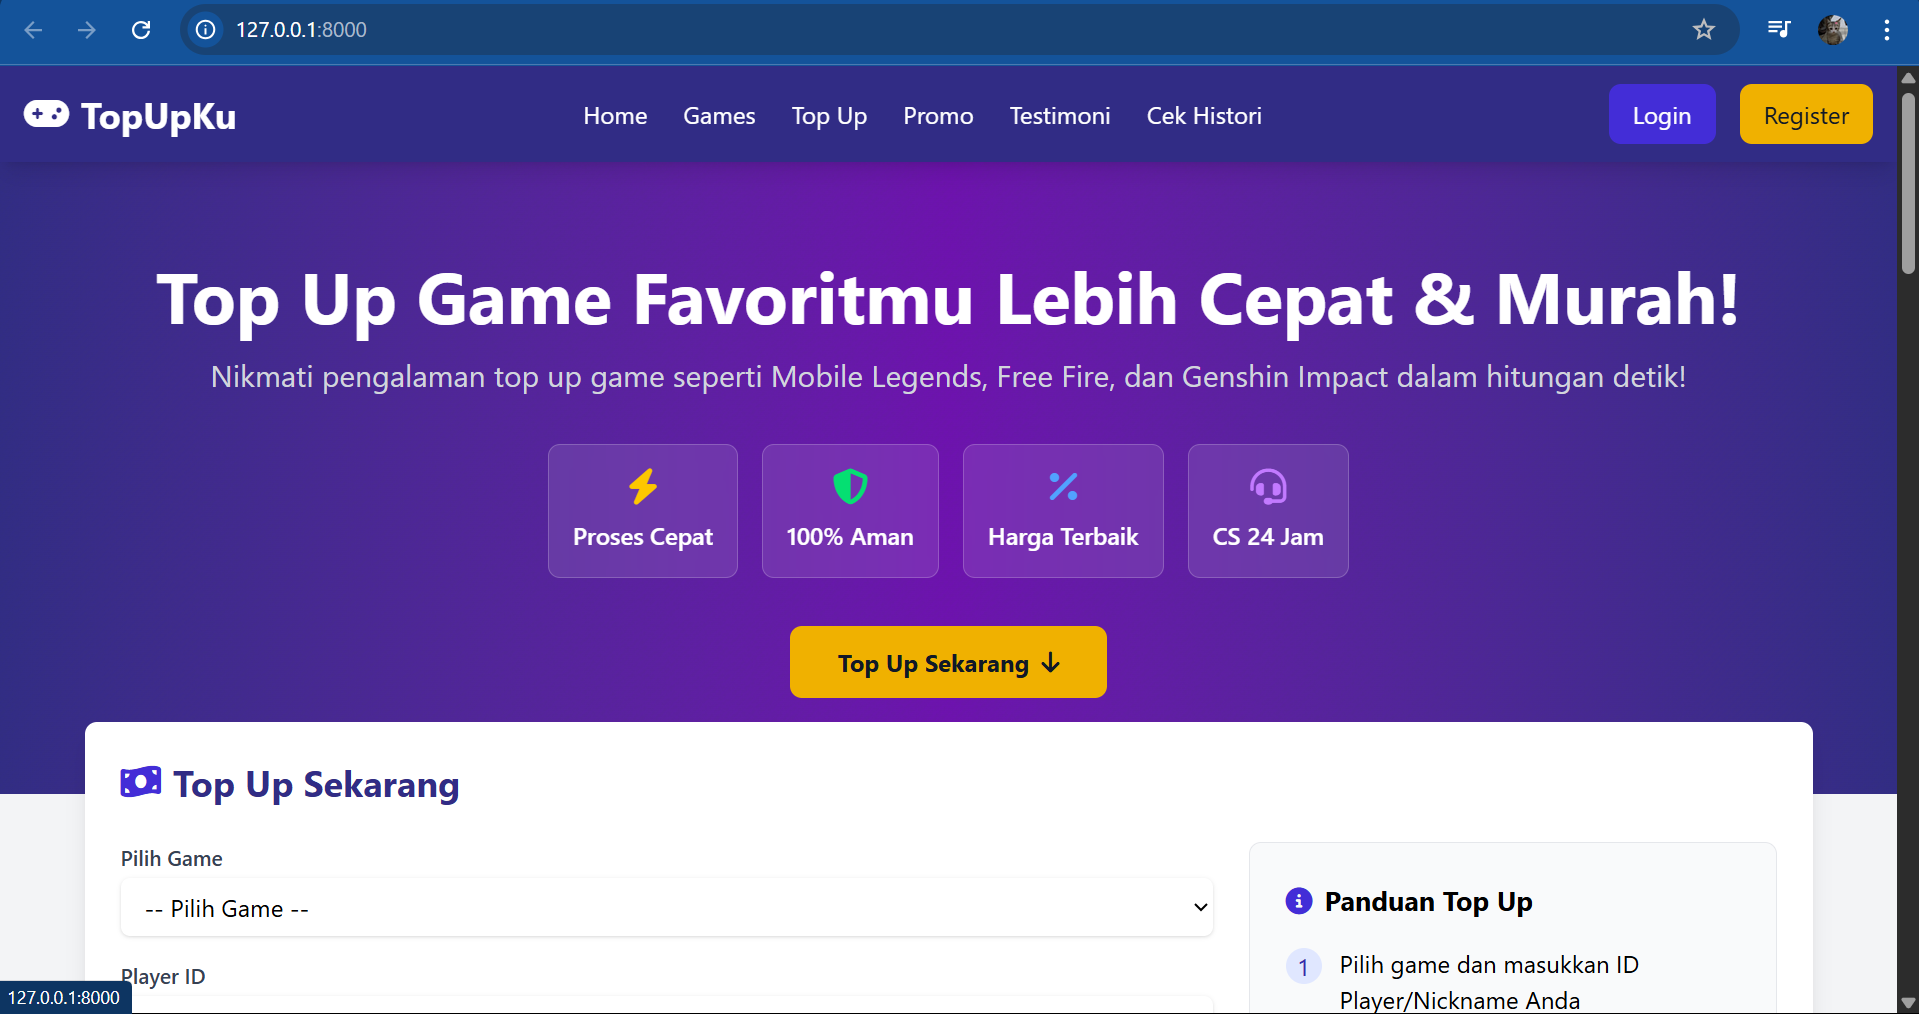 127.0.0.1:8000
TopUpKu
Home
Games
Top Up
Promo
Testimoni
Cek Histori
Login
Register
Top Up Game Favoritmu Lebih Cepat & Murah!
Nikmati pengalaman top up game seperti Mobile Legends, Free Fire, dan Genshin Impact dalam hitungan detik!
Proses Cepat
100% Aman
Harga Terbaik
CS 24 Jam
Top Up Sekarang
Top Up Sekarang
Pilih Game
-- Pilih Game --
Player ID
Panduan Top Up
1
Pilih game dan masukkan ID
Player/Nickname Anda
127.0.0.1:8000